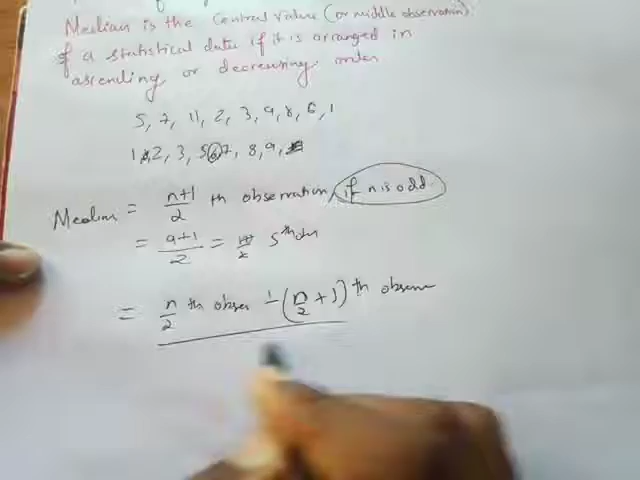 Median is the Central Value (or middle observation)
of a statistical data if it is arranged in
ascending or decreasing order
5, 7, 11, 2, 3, 9, 8, 6, 1
1, 2, 3, 5 6 7, 8, 9,
Median = n+1/2 th observation, if n is odd
= 9+1/2 = 5th obs
= n/2 th obser + (n/2 + 1) th observe